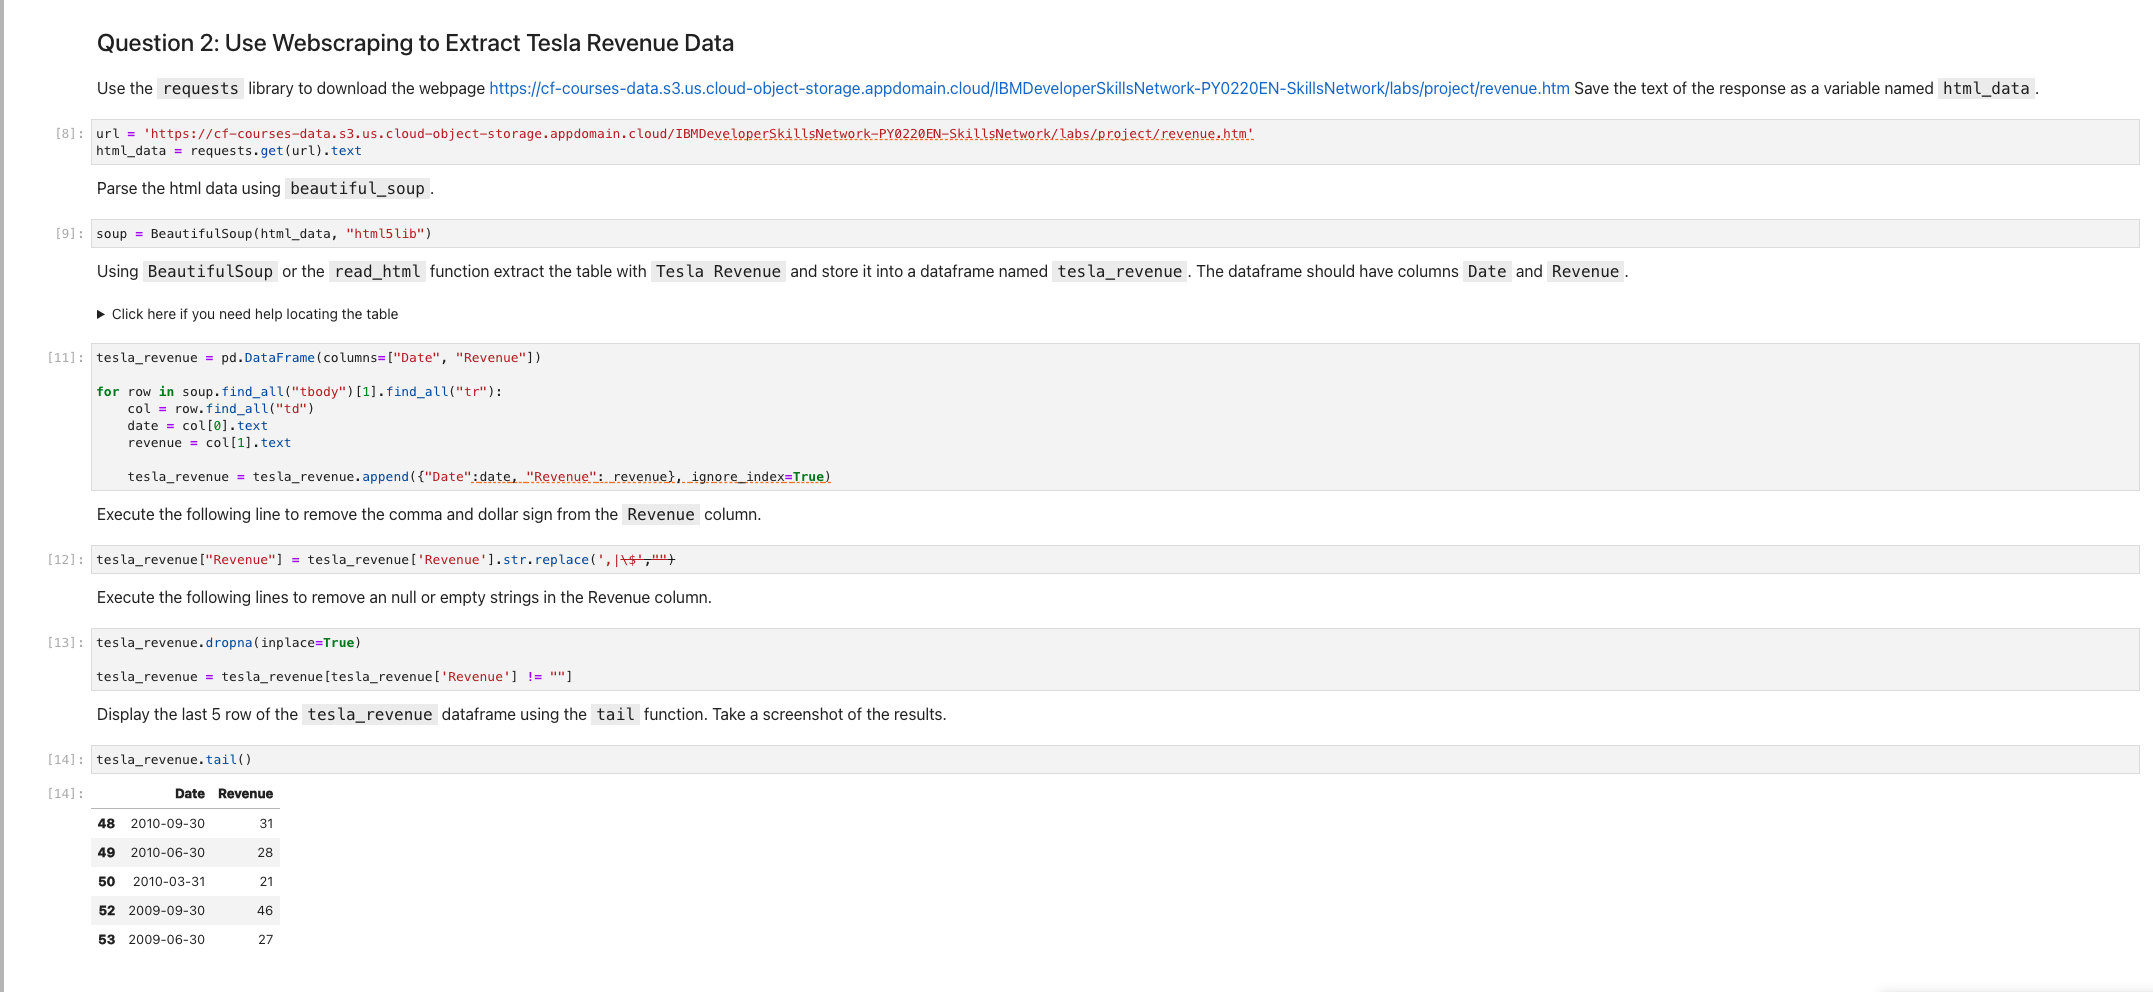 Question 2: Use Webscraping to Extract Tesla Revenue Data
Use the requests library to download the webpage https://cf-courses-data.s3.us.cloud-object-storage.appdomain.cloud/IBMDeveloperSkillsNetwork-PY0220EN-SkillsNetwork/labs/project/revenue.htm Save the text of the response as a variable named html_data.
[8]: url = 'https://cf-courses-data.s3.us.cloud-object-storage.appdomain.cloud/IBMDeveloperSkillsNetwork-PY0220EN-SkillsNetwork/labs/project/revenue.htm'
html_data = requests.get(url).text
Parse the html data using beautiful_soup.
[9]: soup = BeautifulSoup(html_data, "html5lib")
Using BeautifulSoup or the read_html function extract the table with Tesla Revenue and store it into a dataframe named tesla_revenue. The dataframe should have columns Date and Revenue.
▶ Click here if you need help locating the table
[11]: tesla_revenue = pd.DataFrame(columns=["Date", "Revenue"])
for row in soup.find_all("tbody")[1].find_all("tr"):
    col = row.find_all("td")
    date = col[0].text
    revenue = col[1].text
    tesla_revenue = tesla_revenue.append({"Date":date, "Revenue": revenue}, ignore_index=True)
Execute the following line to remove the comma and dollar sign from the Revenue column.
[12]: tesla_revenue["Revenue"] = tesla_revenue['Revenue'].str.replace(',|\$',"")
Execute the following lines to remove an null or empty strings in the Revenue column.
[13]: tesla_revenue.dropna(inplace=True)
tesla_revenue = tesla_revenue[tesla_revenue['Revenue'] != ""]
Display the last 5 row of the tesla_revenue dataframe using the tail function. Take a screenshot of the results.
[14]: tesla_revenue.tail()
[14]: Date Revenue
48 2010-09-30 31
49 2010-06-30 28
50 2010-03-31 21
52 2009-09-30 46
53 2009-06-30 27